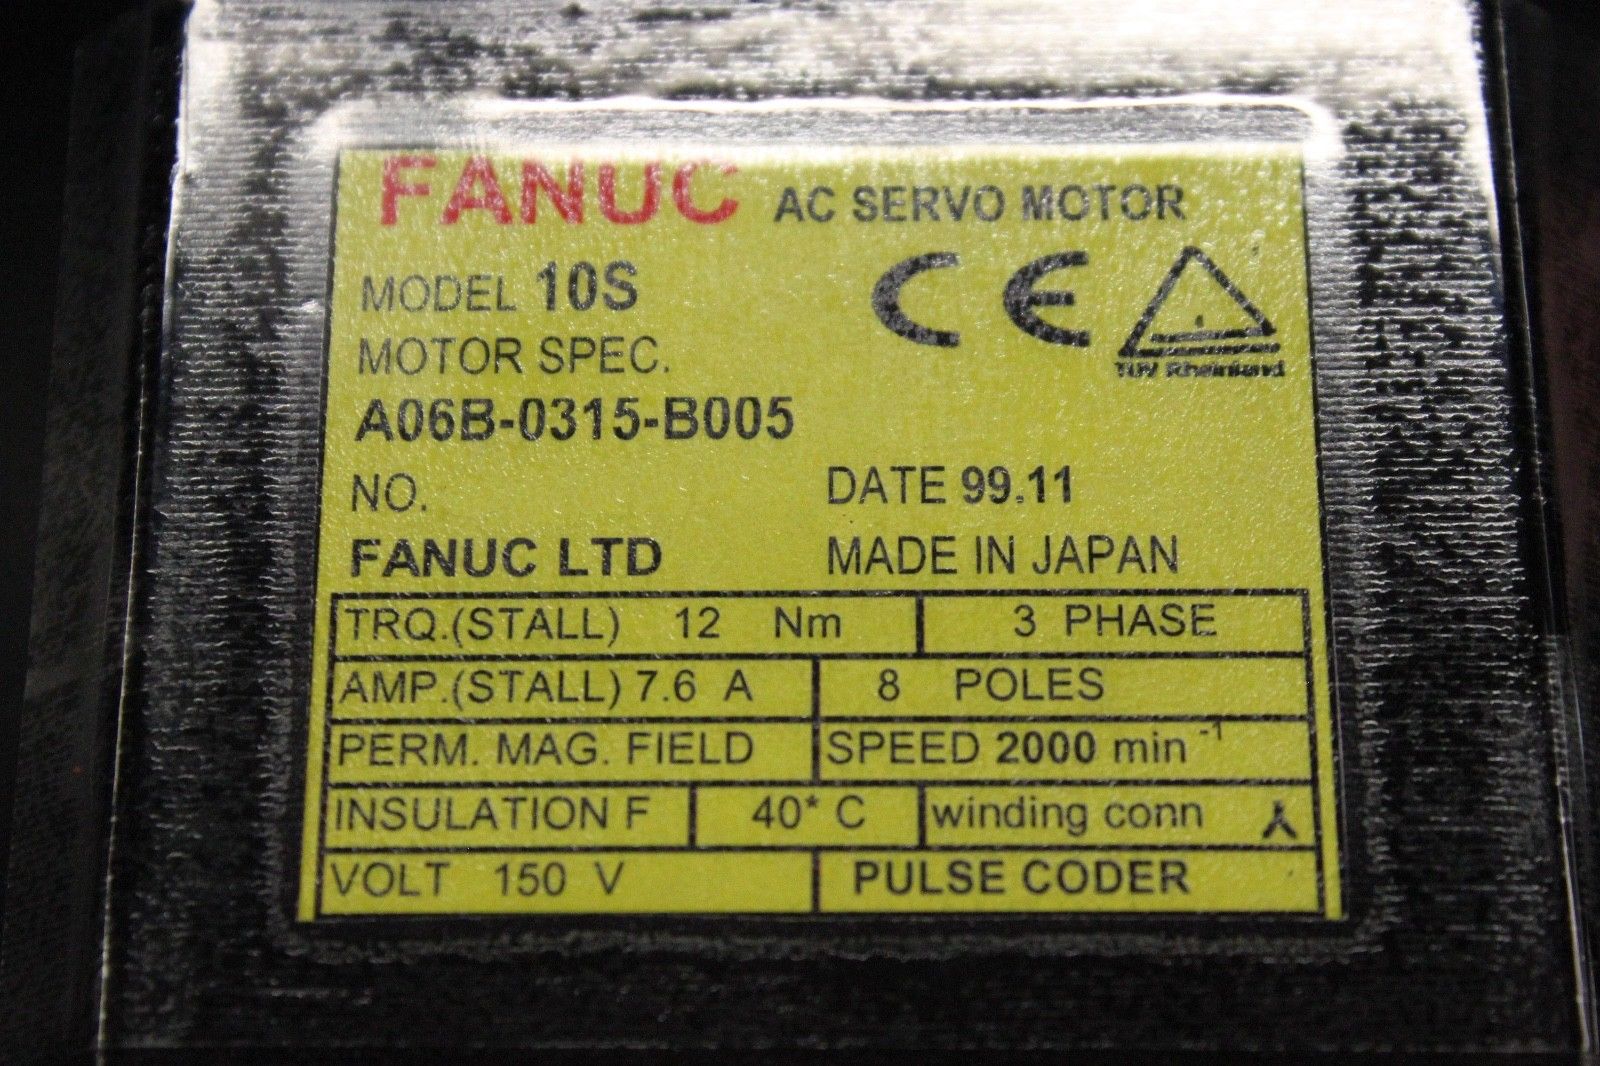 FANUC AC SERVO MOTOR
MODEL 10S
CE
TUV Rheinland
MOTOR SPEC.
A06B-0315-B005
NO.
DATE 99.11
FANUC LTD
MADE IN JAPAN
TRQ.(STALL) 12 Nm 3 PHASE
AMP.(STALL) 7.6 A 8 POLES
PERM. MAG. FIELD SPEED 2000 min⁻¹
INSULATION F 40* C winding conn
VOLT 150 V PULSE CODER